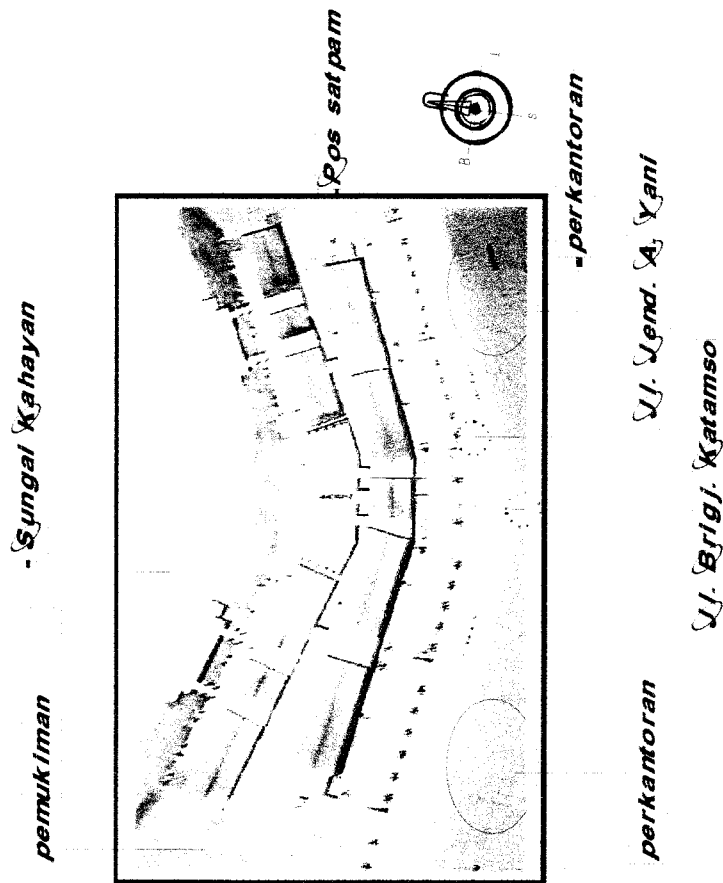 - Sungai Kahayan
pemukiman
-Pos satpam
-perkantoran
Jl. Jend. A. Yani
Jl. Brigj. Katamso
perkantoran
B
S